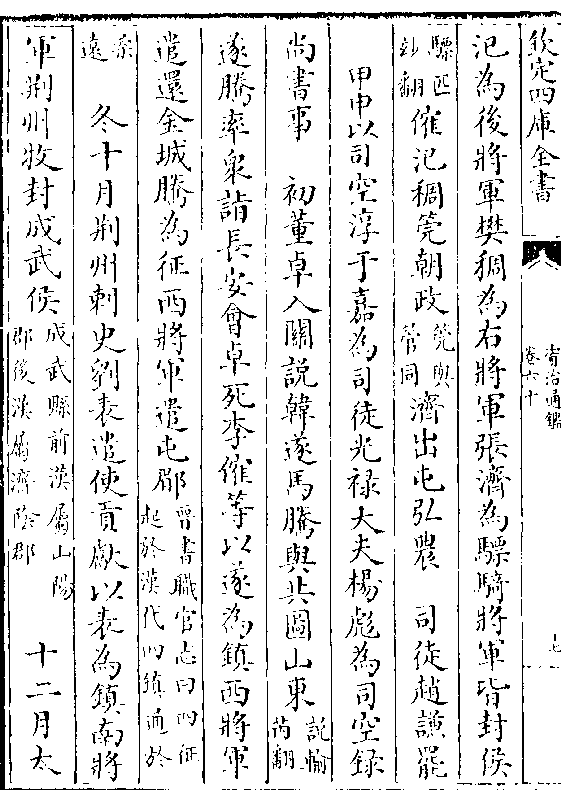 欽定四庫全書
資治通鑑
卷六十
七
汜為後將軍樊稠為右將軍張濟為驃騎將軍皆封侯
驃匹
妙翻
傕汜稠筦朝政
筦與
管同
濟出屯弘農 司徒趙謙罷
甲申以司空淳于嘉為司徒光禄大夫楊彪為司空録
尚書事 初董卓入關說韓遂馬騰與共圖山東
說輸
芮翻
遂騰率衆詣長安會卓死李傕等以遂為鎮西將軍
遣還金城騰為征西將軍遣屯郿
晉書職官志曰四征
起於漢代四鎮通於
柔
遠
冬十月荆州刺史劉表遣使貢獻以表為鎮南將
軍荆州牧封成武侯
成武縣前漢屬山陽
郡後漢屬濟隂郡
十二月太